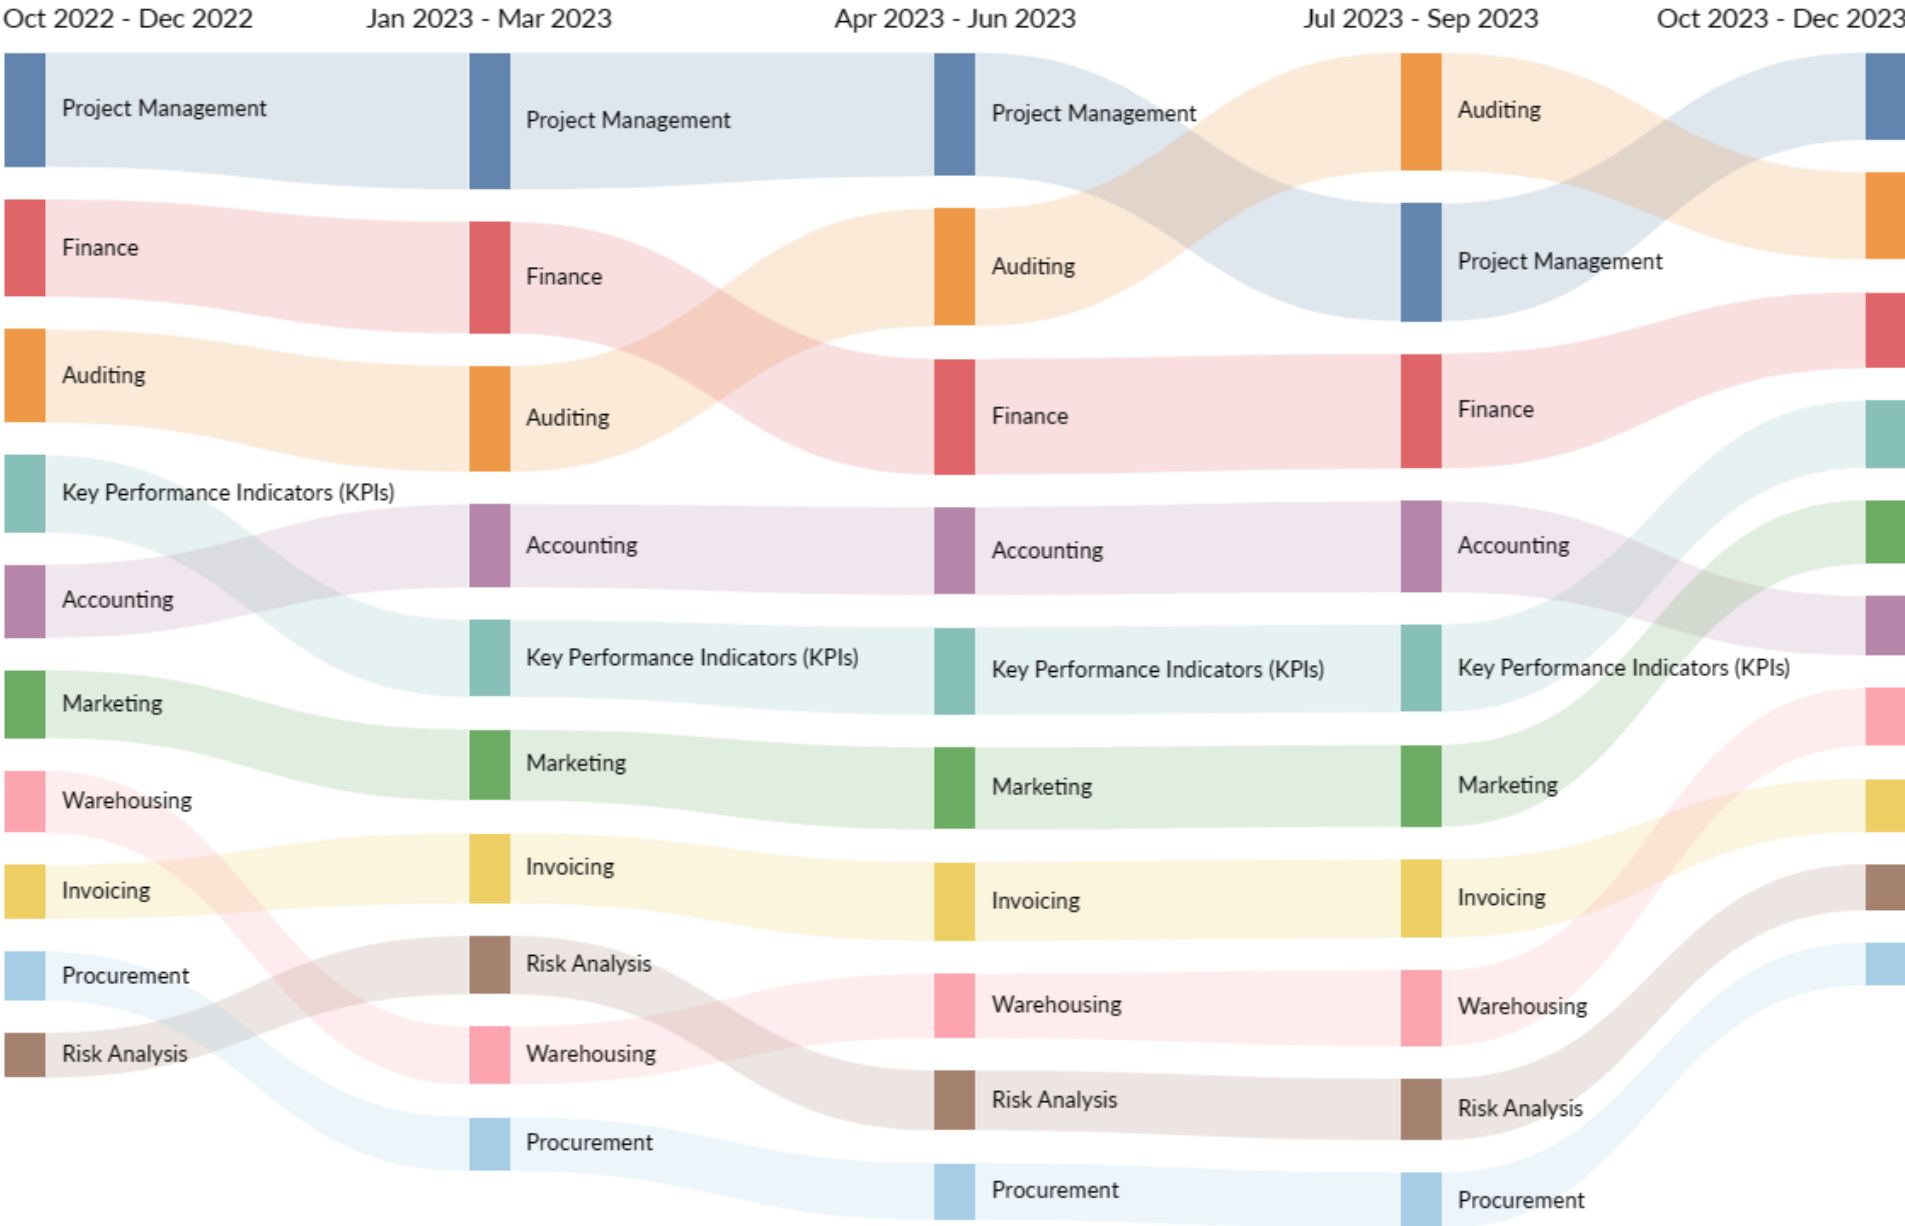 Oct 2022 - Dec 2022
Jan 2023 - Mar 2023
Apr 2023 - Jun 2023
Jul 2023 - Sep 2023
Oct 2023 - Dec 2023
Project Management
Finance
Auditing
Key Performance Indicators (KPIs)
Accounting
Marketing
Warehousing
Invoicing
Procurement
Risk Analysis
Project Management
Finance
Auditing
Accounting
Key Performance Indicators (KPIs)
Marketing
Invoicing
Risk Analysis
Warehousing
Procurement
Project Management
Auditing
Finance
Accounting
Key Performance Indicators (KPIs)
Marketing
Invoicing
Warehousing
Risk Analysis
Procurement
Auditing
Project Management
Finance
Accounting
Key Performance Indicators (KPIs)
Marketing
Invoicing
Warehousing
Risk Analysis
Procurement